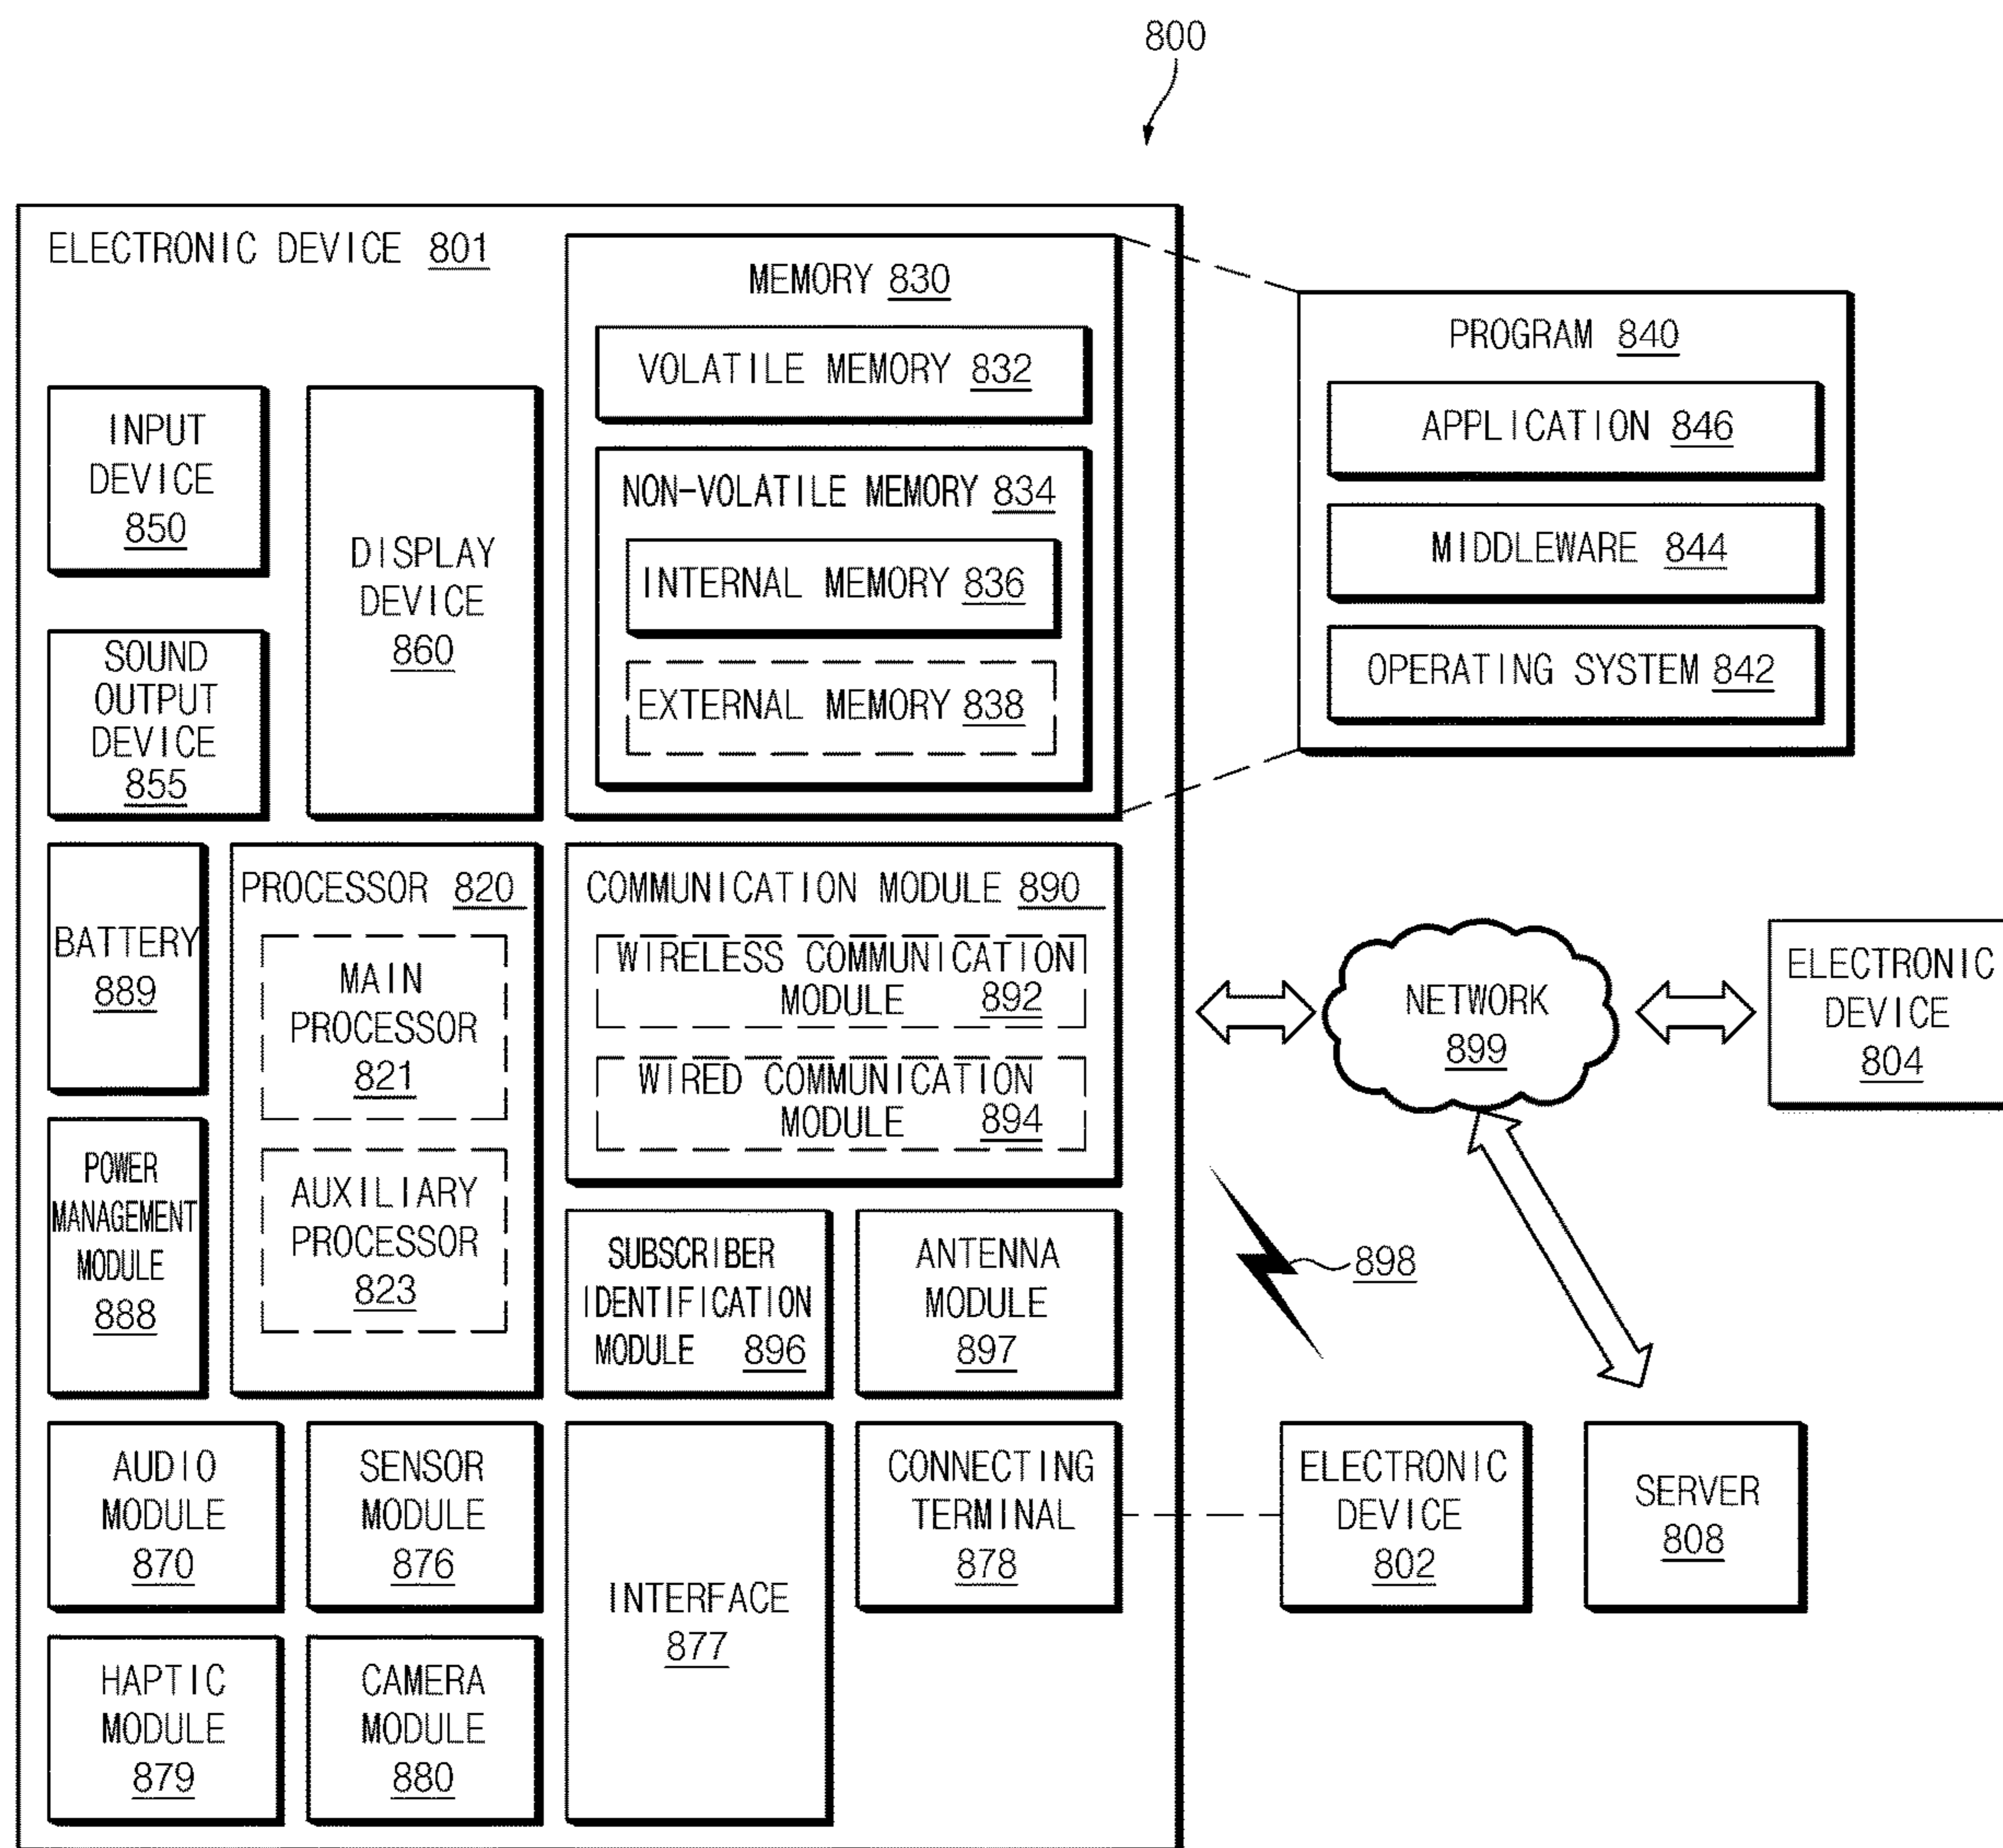 800
ELECTRONIC DEVICE 801
MEMORY 830
VOLATILE MEMORY 832
NON-VOLATILE MEMORY 834
INTERNAL MEMORY 836
EXTERNAL MEMORY 838
PROGRAM 840
APPLICATION 846
MIDDLEWARE 844
OPERATING SYSTEM 842
INPUT
DEVICE
850
SOUND
OUTPUT
DEVICE
855
DISPLAY
DEVICE
860
BATTERY
889
POWER
MANAGEMENT
MODULE
888
PROCESSOR 820
MAIN
PROCESSOR
821
AUXILIARY
PROCESSOR
823
COMMUNICATION MODULE 890
WIRELESS COMMUNICATION
MODULE 892
WIRED COMMUNICATION
MODULE 894
SUBSCRIBER
IDENTIFICATION
MODULE 896
ANTENNA
MODULE
897
NETWORK
899
ELECTRONIC
DEVICE
804
898
AUDIO
MODULE
870
SENSOR
MODULE
876
INTERFACE
877
CONNECTING
TERMINAL
878
ELECTRONIC
DEVICE
802
SERVER
808
HAPTIC
MODULE
879
CAMERA
MODULE
880